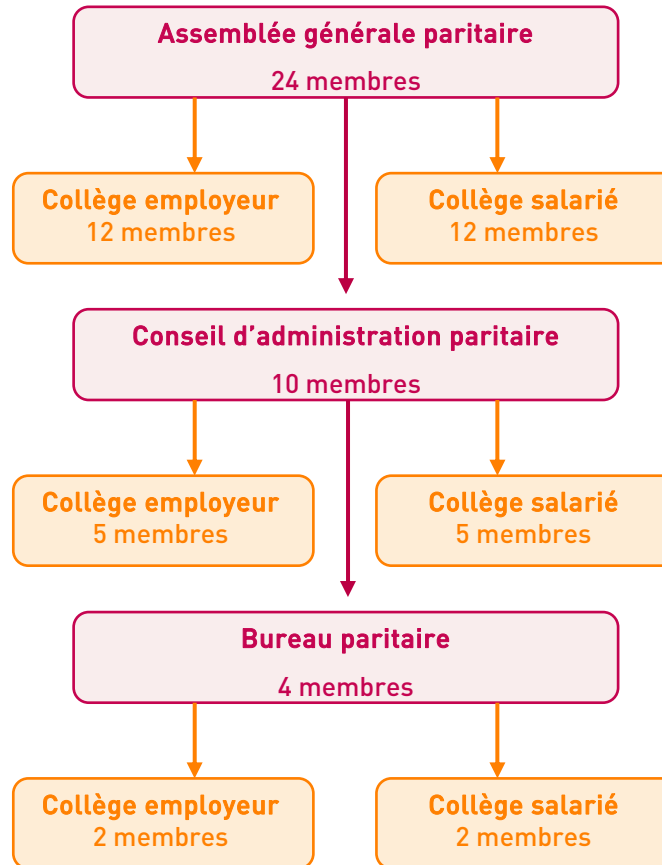 Assemblée générale paritaire
24 membres
Collège employeur
12 membres
Collège salarié
12 membres
Conseil d’administration paritaire
10 membres
Collège employeur
5 membres
Collège salarié
5 membres
Bureau paritaire
4 membres
Collège employeur
2 membres
Collège salarié
2 membres